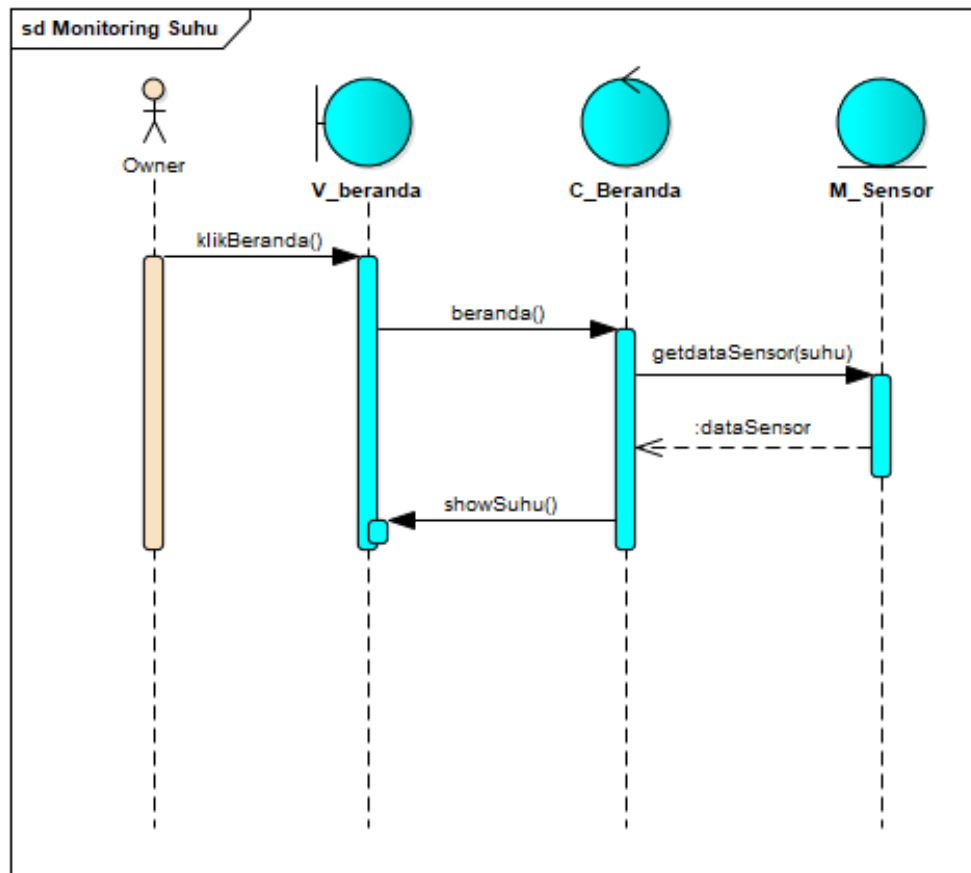 sd Monitoring Suhu
Owner
V_beranda
C_Beranda
M_Sensor
klikBeranda()
beranda()
getdataSensor(suhu)
:dataSensor
showSuhu()